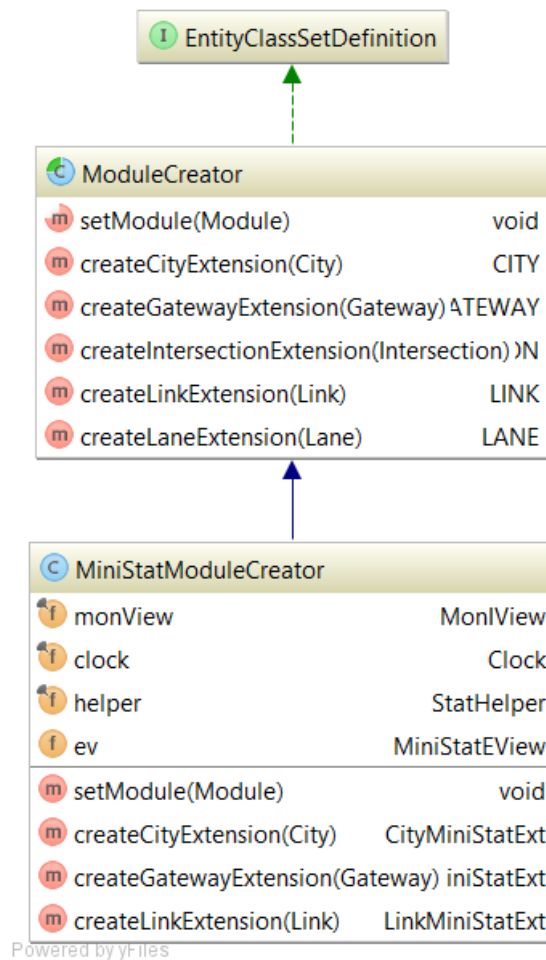 I EntityClassSetDefinition
C ModuleCreator
m setModule(Module) void
m createCityExtension(City) CITY
m createGatewayExtension(Gateway) ATEWAY
m createIntersectionExtension(Intersection) ON
m createLinkExtension(Link) LINK
m createLaneExtension(Lane) LANE
C MiniStatModuleCreator
f monView MonIView
f clock Clock
f helper StatHelper
f ev MiniStatEView
m setModule(Module) void
m createCityExtension(City) CityMiniStatExt
m createGatewayExtension(Gateway) iniStatExt
m createLinkExtension(Link) LinkMiniStatExt
Powered by yFiles